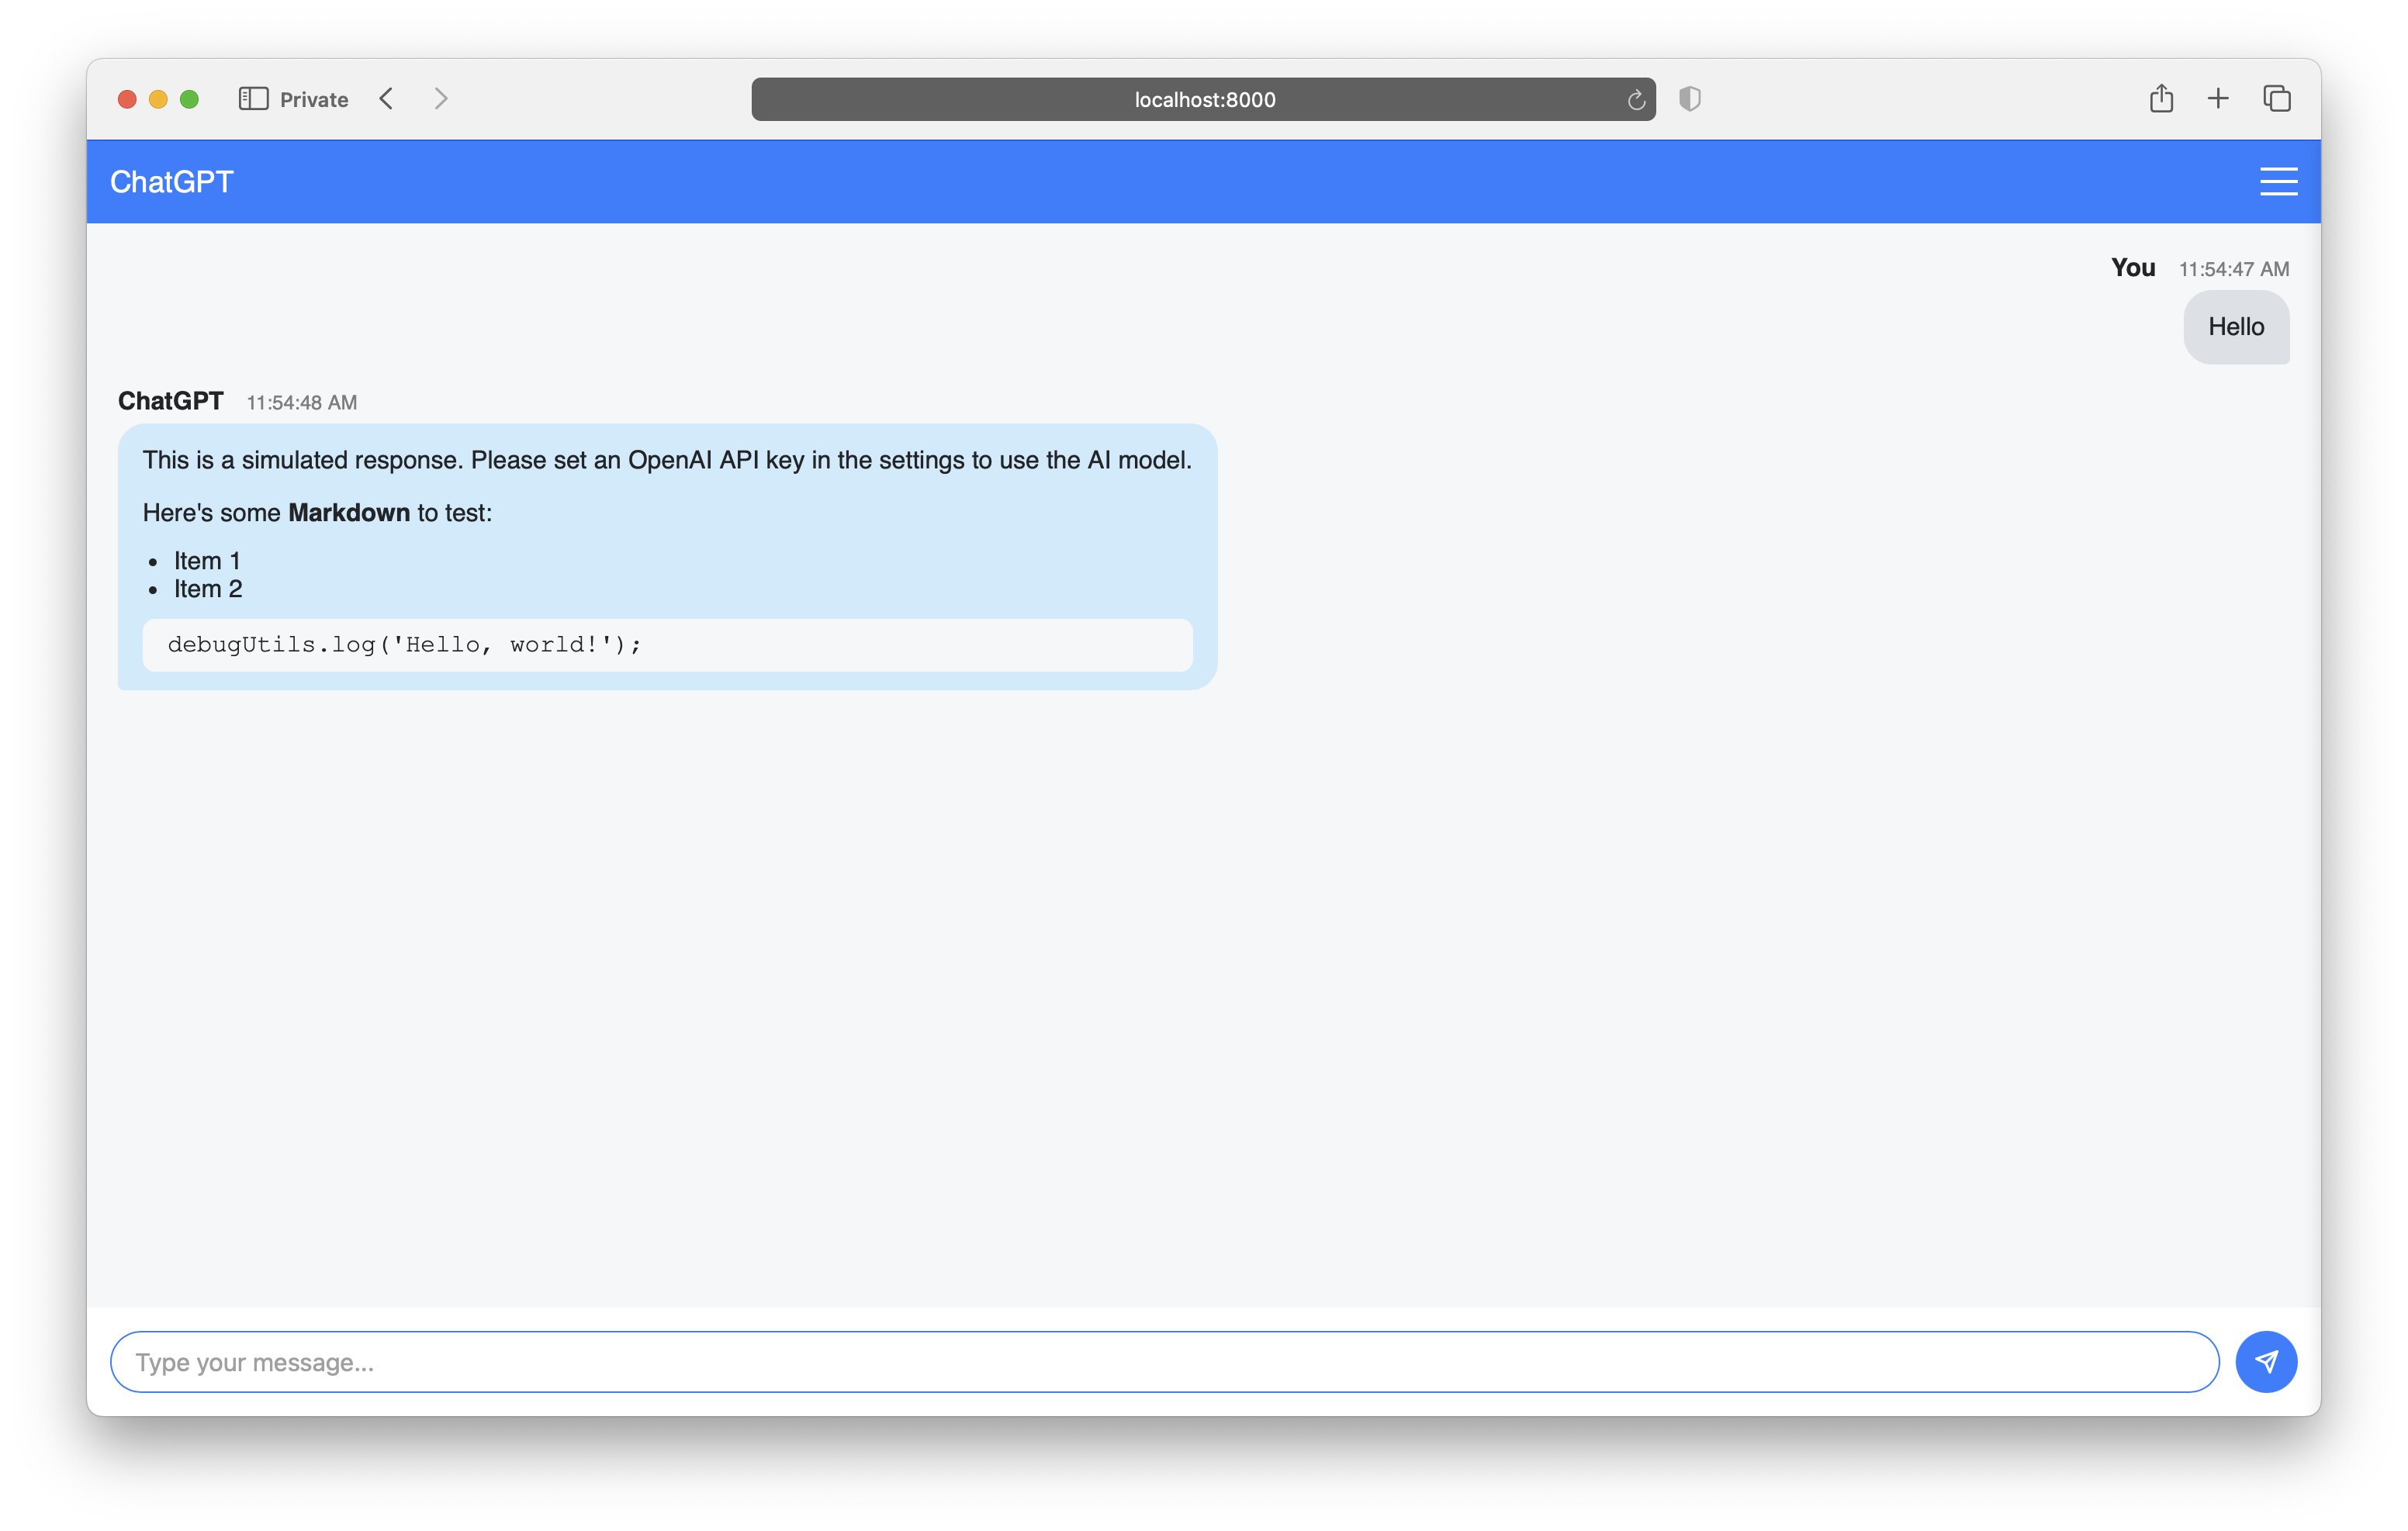 Private
localhost:8000
ChatGPT
You 11:54:47 AM
Hello
ChatGPT 11:54:48 AM
This is a simulated response. Please set an OpenAI API key in the settings to use the AI model.
Here's some Markdown to test:
• Item 1
• Item 2
debugUtils.log('Hello, world!');
Type your message...